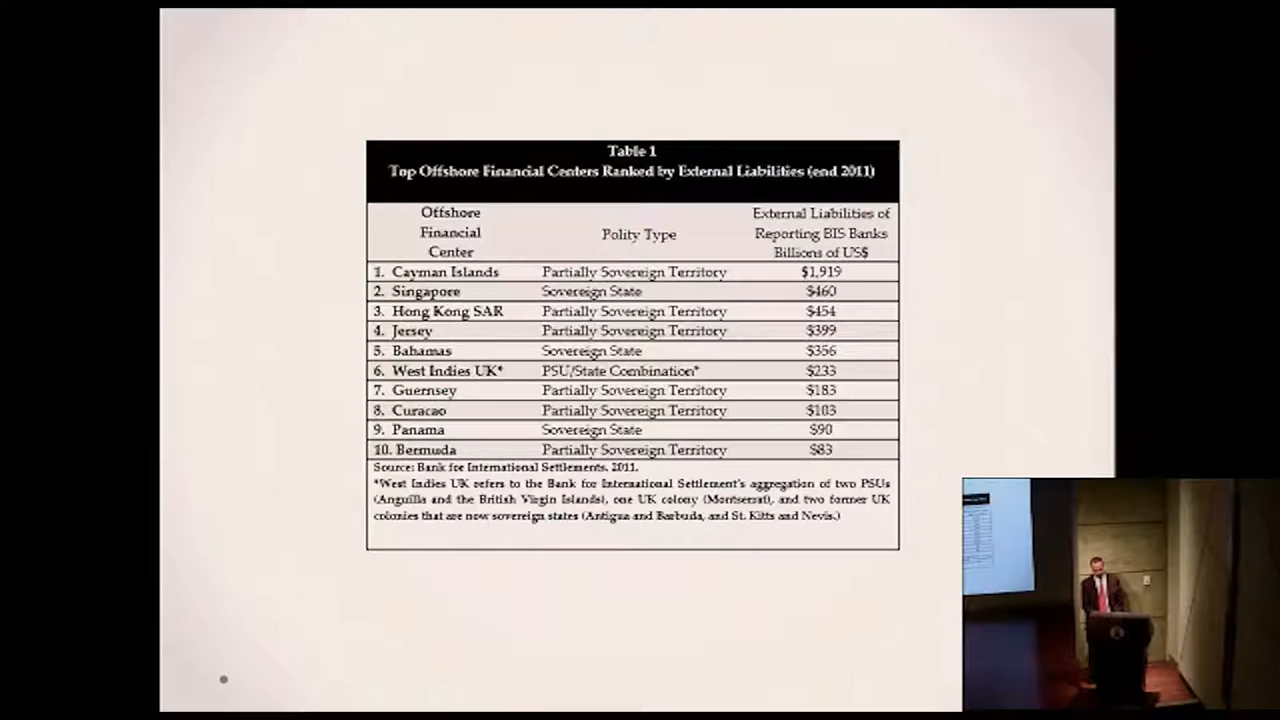 Table 1
Top Offshore Financial Centers Ranked by External Liabilities (end 2011)
Offshore Financial Center
Polity Type
External Liabilities of Reporting BIS Banks Billions of US$
1. Cayman Islands Partially Sovereign Territory $1,919
2. Singapore Sovereign State $460
3. Hong Kong SAR Partially Sovereign Territory $454
4. Jersey Partially Sovereign Territory $399
5. Bahamas Sovereign State $356
6. West Indies UK* PSU/State Combination* $233
7. Guernsey Partially Sovereign Territory $183
8. Curacao Partially Sovereign Territory $103
9. Panama Sovereign State $90
10. Bermuda Partially Sovereign Territory $83
Source: Bank for International Settlements. 2011.
*West Indies UK refers to the Bank for International Settlement's aggregation of two PSUs
(Anguilla and the British Virgin Islands), one UK colony (Montserrat), and two former UK
colonies that are now sovereign states (Antigua and Barbuda, and St. Kitts and Nevis.)